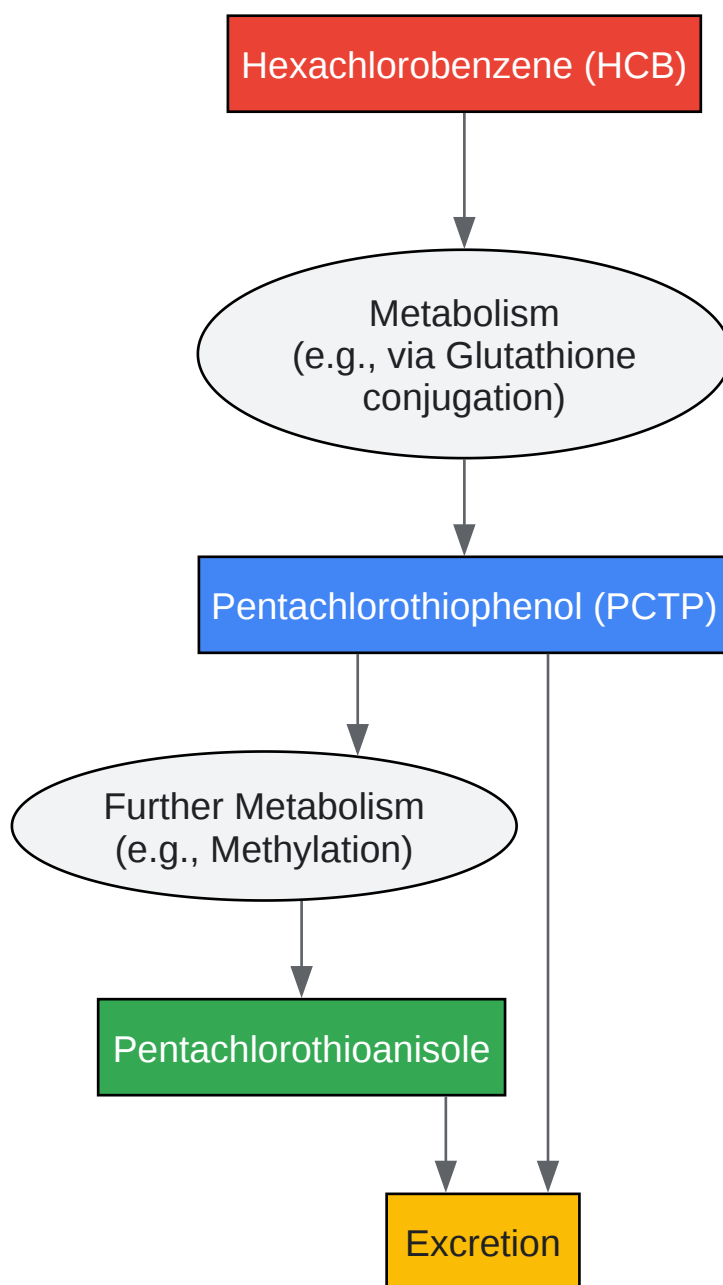 Hexachlorobenzene (HCB)
Metabolism
(e.g., via Glutathione
conjugation)
Pentachlorothiophenol (PCTP)
Further Metabolism
(e.g., Methylation)
Pentachlorothioanisole
Excretion